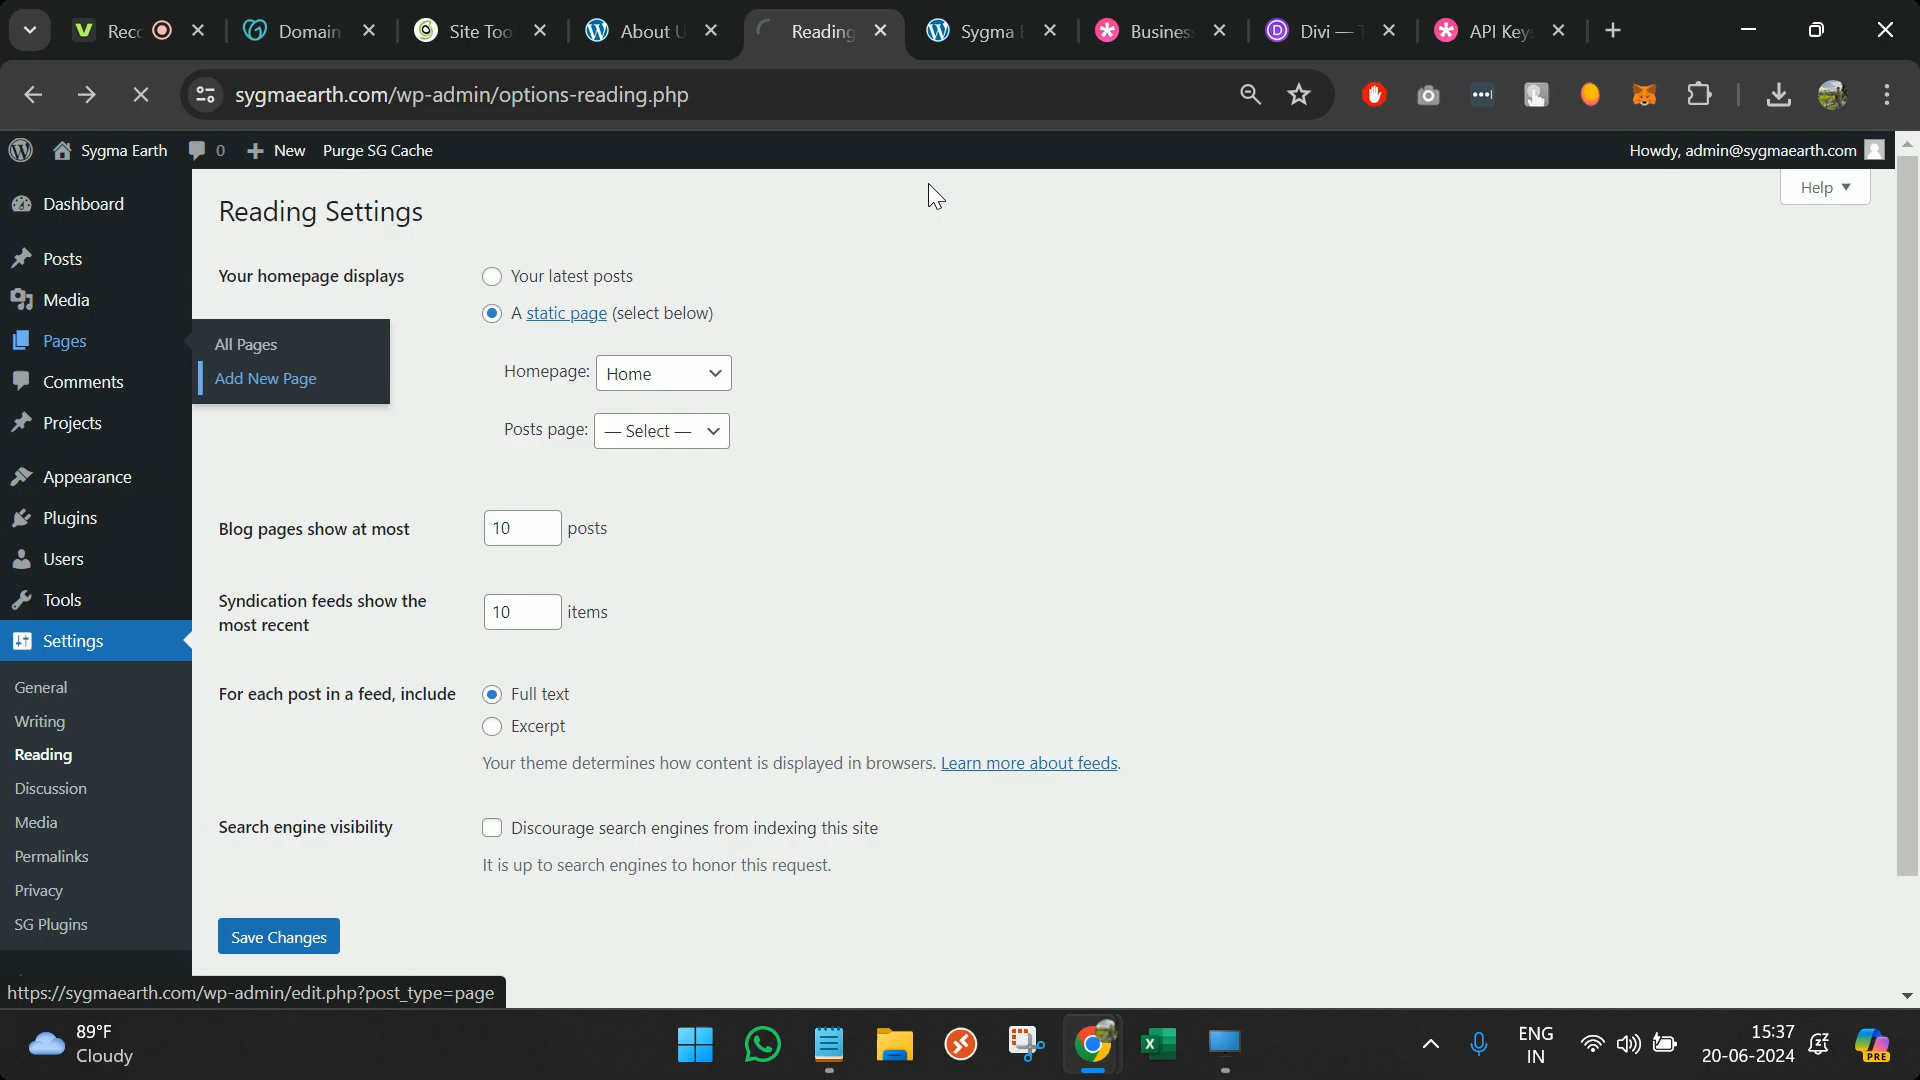 Rec
Domain
Site Too
About U
Reading
Sygma E
Business
Divi — T
API Key
sygmaearth.com/wp-admin/options-reading.php
Sygma Earth
0
New
Purge SG Cache
Howdy, admin@sygmaearth.com
Help
Dashboard
Posts
Media
Pages
All Pages
Add New Page
Comments
Projects
Appearance
Plugins
Users
Tools
Settings
General
Writing
Reading
Discussion
Media
Permalinks
Privacy
SG Plugins
Reading Settings
Your homepage displays
Your latest posts
A static page (select below)
Homepage: Home
Posts page: — Select —
Blog pages show at most 10 posts
Syndication feeds show the
most recent
10 items
For each post in a feed, include
Full text
Excerpt
Your theme determines how content is displayed in browsers. Learn more about feeds.
Search engine visibility
Discourage search engines from indexing this site
It is up to search engines to honor this request.
Save Changes
https://sygmaearth.com/wp-admin/edit.php?post_type=page
89°F
Cloudy
ENG
IN
15:37
20-06-2024
PRE